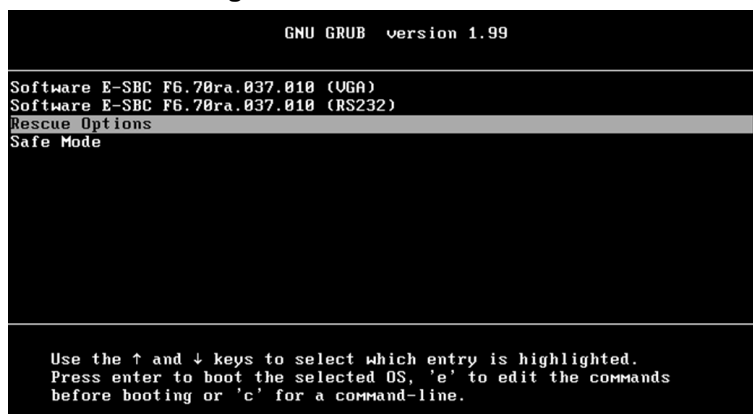 GNU GRUB version 1.99
Software E-SBC F6.70ra.037.010 (VGA)
Software E-SBC F6.70ra.037.010 (RS232)
Rescue Options
Safe Mode
Use the ↑ and ↓ keys to select which entry is highlighted.
Press enter to boot the selected OS, 'e' to edit the commands
before booting or 'c' for a command-line.